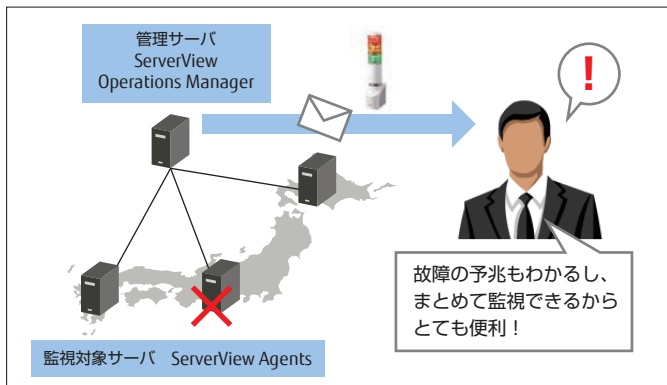 管理サーバ
ServerView
Operations Manager
!
故障の予兆もわかるし、
まとめて監視できるから
とても便利！
監視対象サーバ ServerView Agents